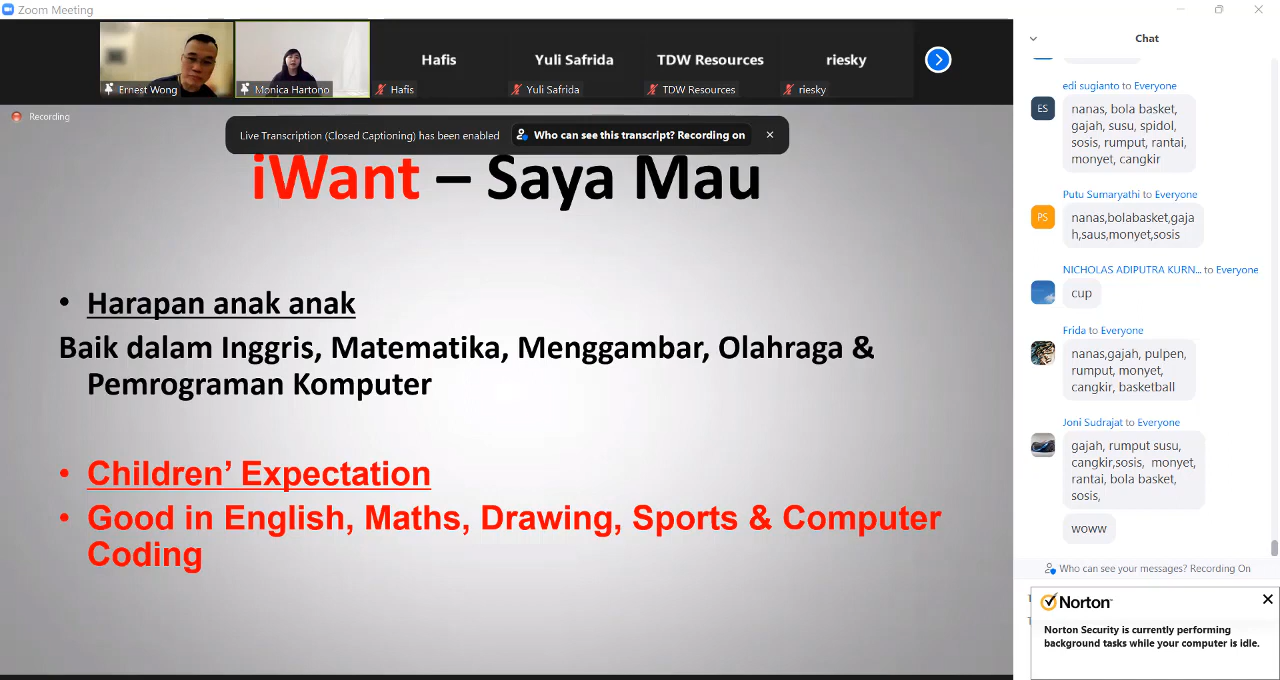 Zoom Meeting
Ernest Wong
Monica Hartono
Hafis
Hafis
Yuli Safrida
Yuli Safrida
TDW Resources
TDW Resources
riesky
riesky
Recording
Live Transcription (Closed Captioning) has been enabled
Who can see this transcript? Recording on
iWant – Saya Mau
• Harapan anak anak
Baik dalam Inggris, Matematika, Menggambar, Olahraga &
Pemrograman Komputer
• Children’ Expectation
• Good in English, Maths, Drawing, Sports & Computer
Coding
Chat
edi sugianto to Everyone
ES
nanas, bola basket,
gajah, susu, spidol,
sosis, rumput, rantai,
monyet, cangkir
Putu Sumaryathi to Everyone
PS
nanas,bolabasket,gaja
h,saus,monyet,sosis
NICHOLAS ADIPUTRA KURN... to Everyone
cup
Frida to Everyone
nanas,gajah, pulpen,
rumput, monyet,
cangkir, basketball
Joni Sudrajat to Everyone
gajah, rumput susu,
cangkir,sosis, monyet,
rantai, bola basket,
sosis,
woww
Who can see your messages? Recording On
Norton
Norton Security is currently performing
background tasks while your computer is idle.